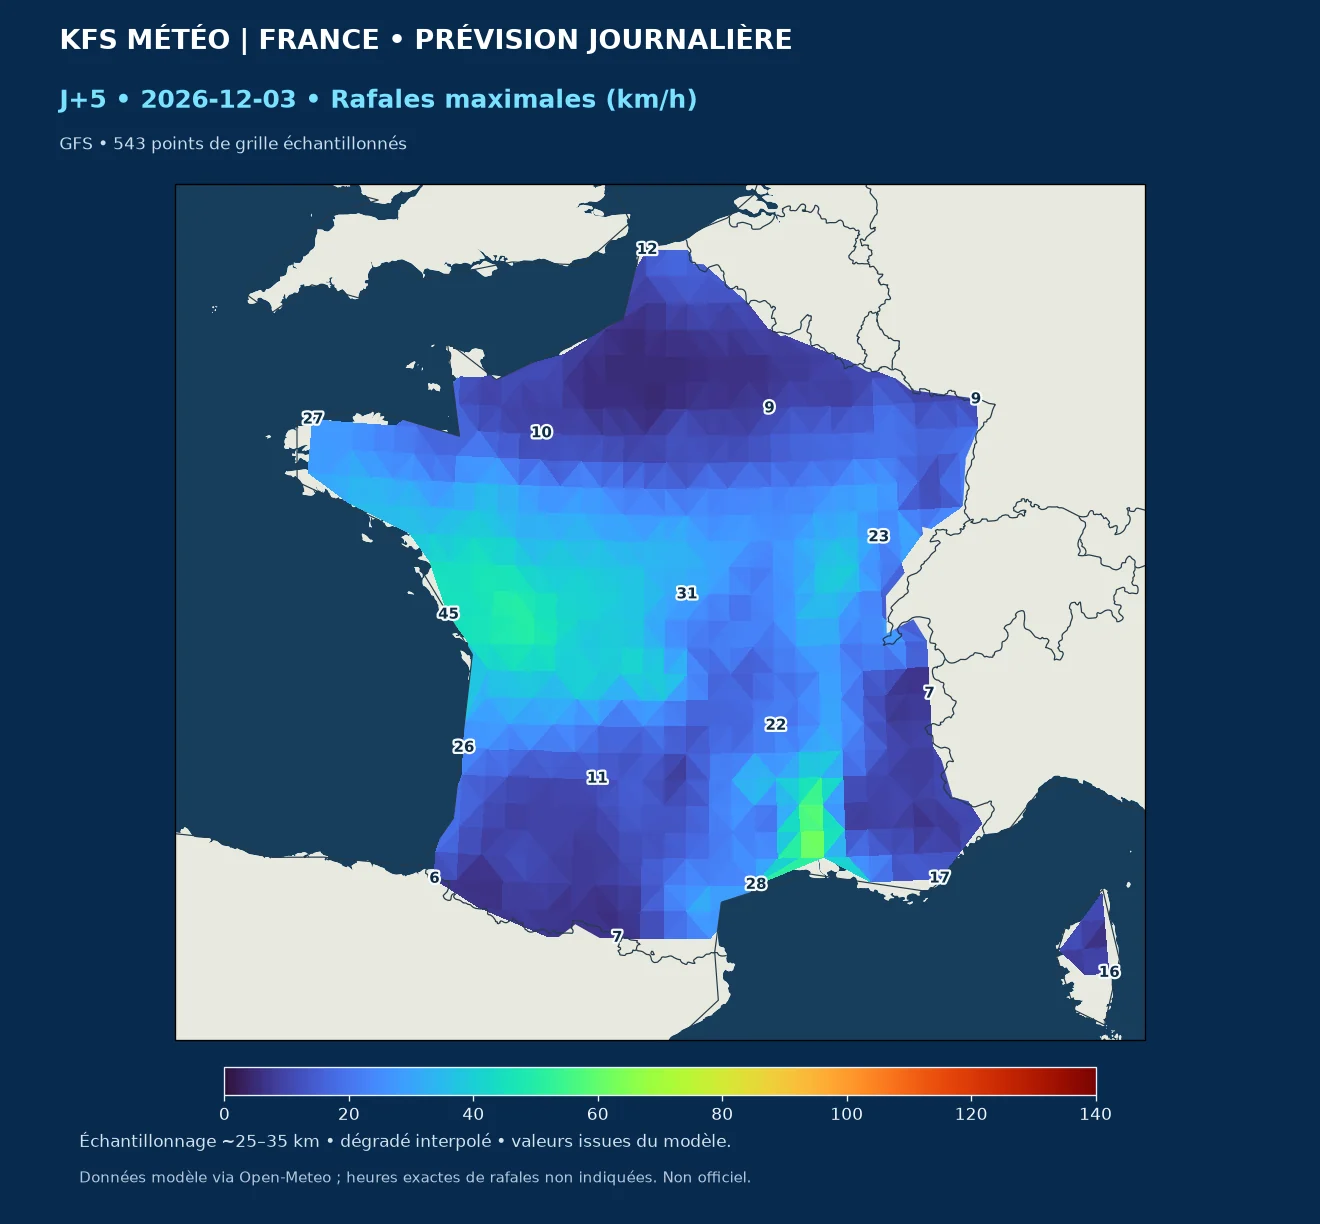 KFS MÉTÉO | FRANCE • PRÉVISION JOURNALIÈRE
J+5 • 2026-12-03 • Rafales maximales (km/h)
GFS • 543 points de grille échantillonnés
12
9
27
9
10
23
31
45
7
22
26
11
6
28
17
7
16
0 20 40 60 80 100 120 140
Échantillonnage ~25–35 km • dégradé interpolé • valeurs issues du modèle.
Données modèle via Open-Meteo ; heures exactes de rafales non indiquées. Non officiel.